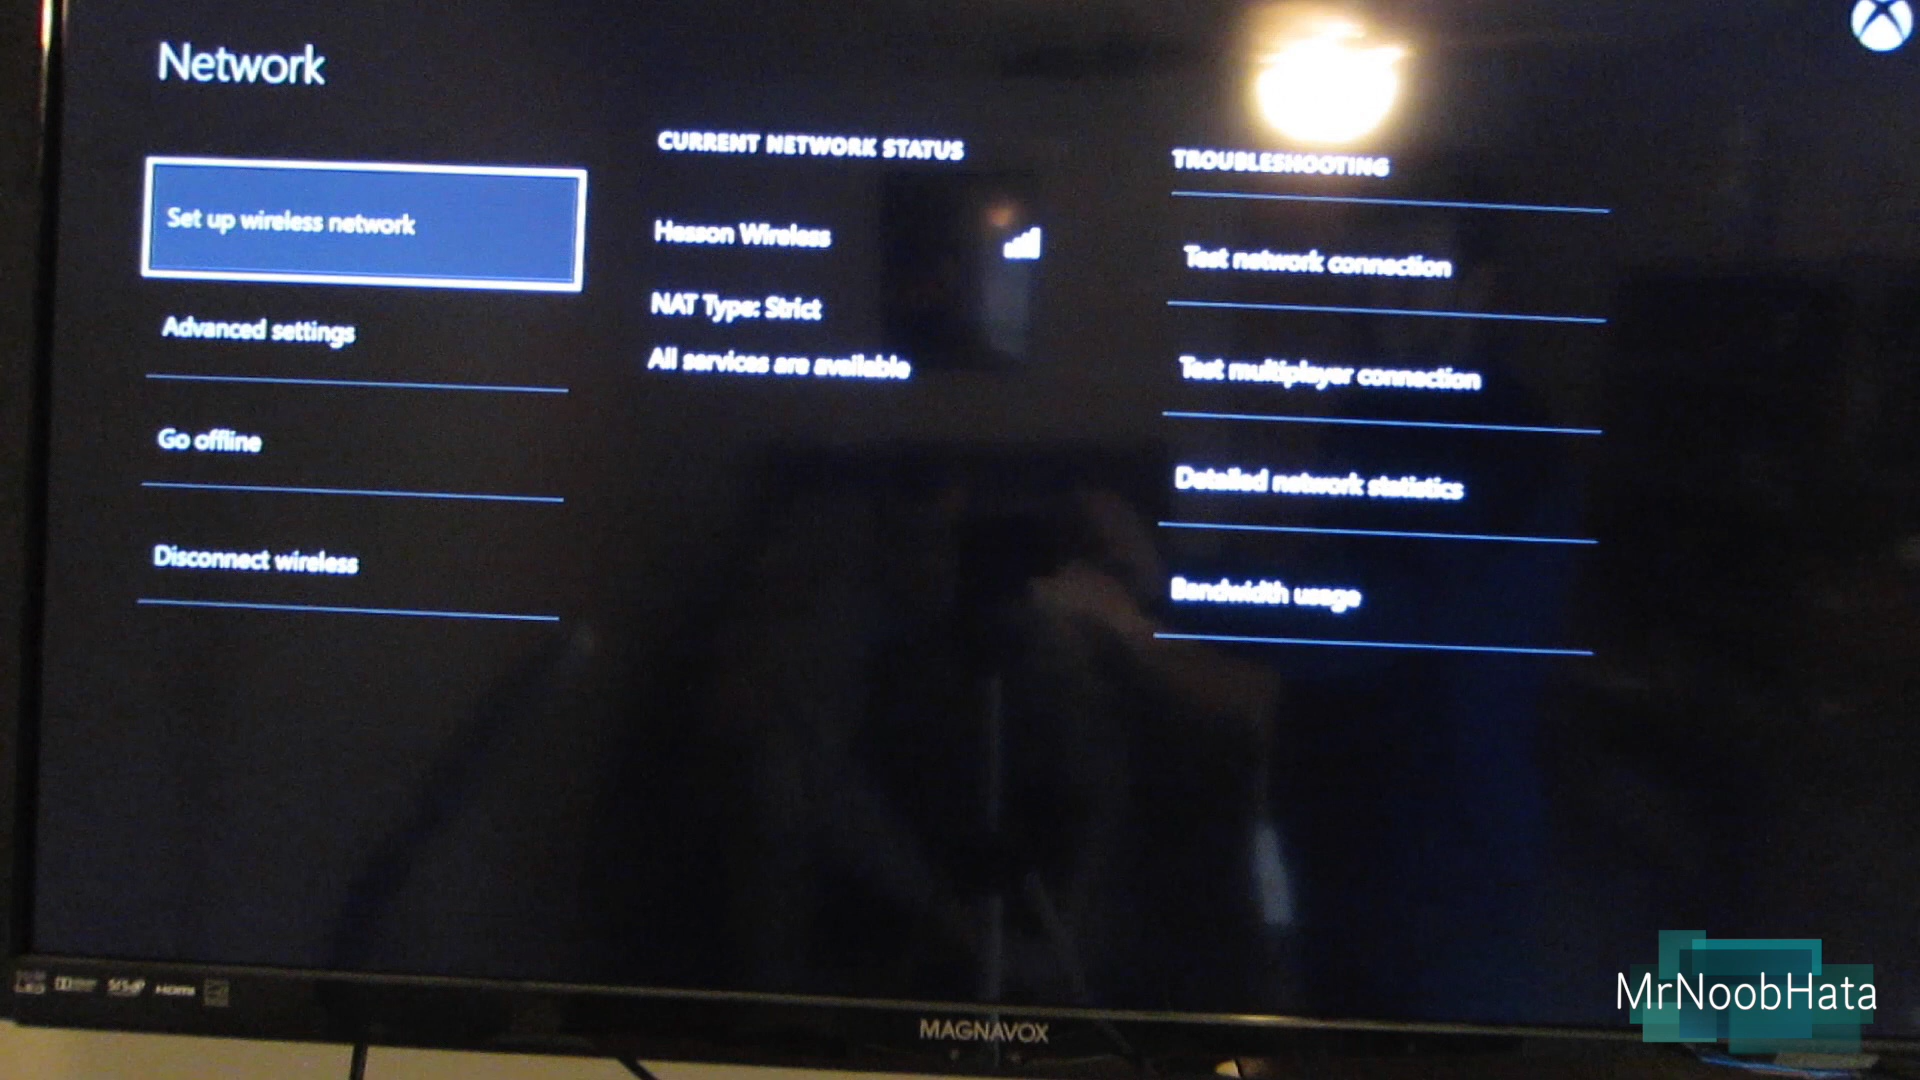 Network
Set up wireless network
Advanced settings
Go offline
Disconnect wireless
CURRENT NETWORK STATUS
Hesson Wireless
NAT Type: Strict
All services are available
TROUBLESHOOTING
Test network connection
Test multiplayer connection
Detailed network statistics
Bandwidth usage
HDMI
MAGNAVOX
MrNoobHata